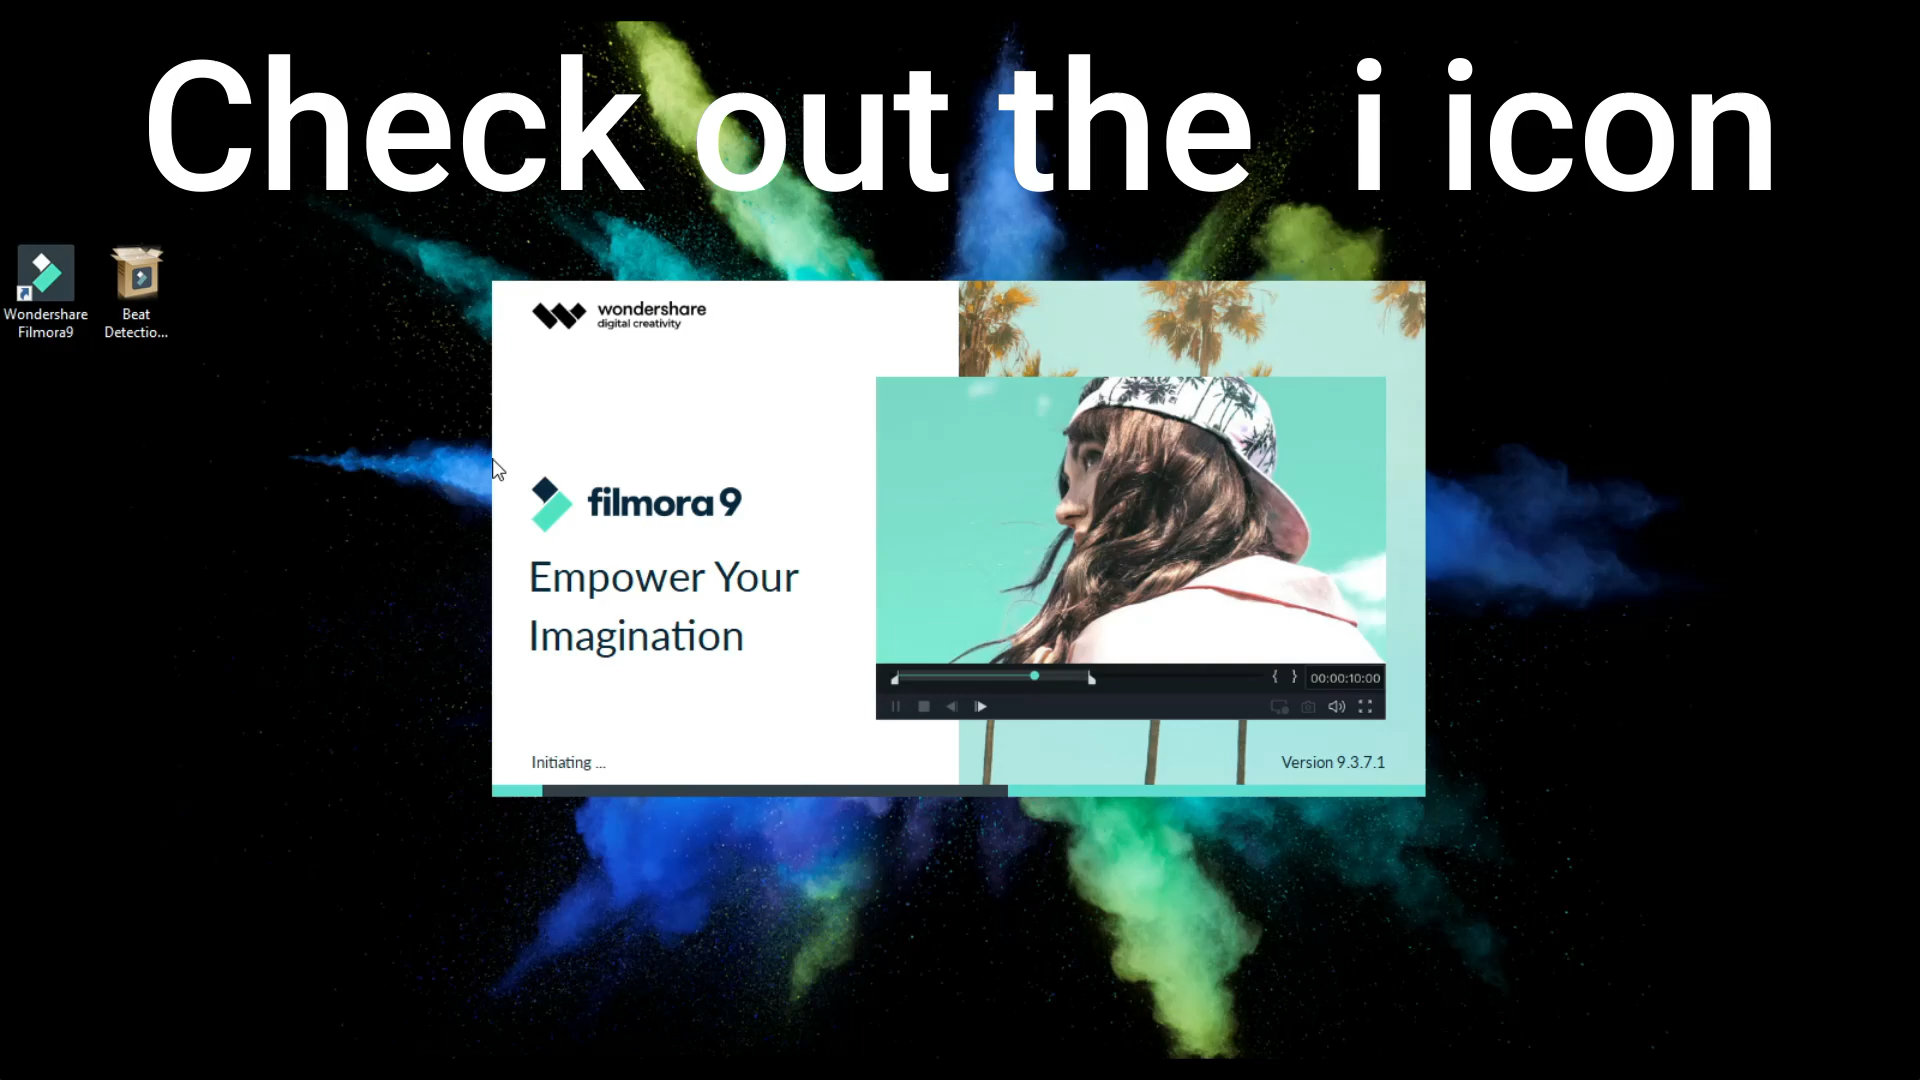 Check out the i icon
Wondershare
Filmora9
Beat
Detectio...
wondershare
digital creativity
filmora9
Empower Your
Imagination
00:00:10:00
Initiating ...
Version 9.3.7.1